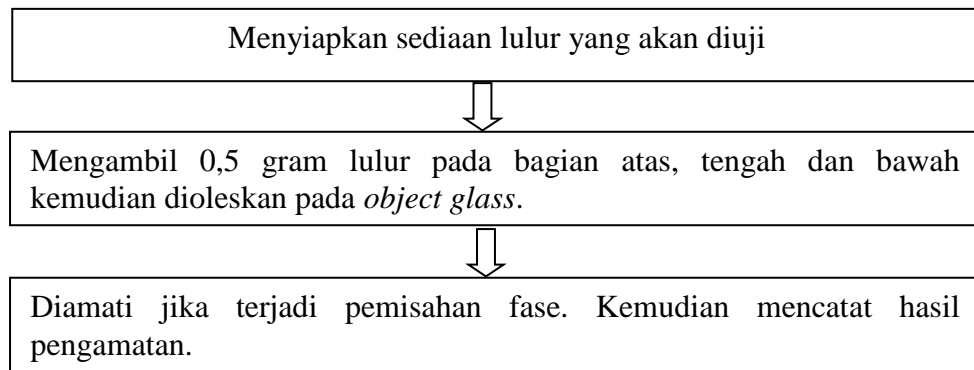 Menyiapkan sediaan lulur yang akan diuji
Mengambil 0,5 gram lulur pada bagian atas, tengah dan bawah
kemudian dioleskan pada object glass.
Diamati jika terjadi pemisahan fase. Kemudian mencatat hasil
pengamatan.